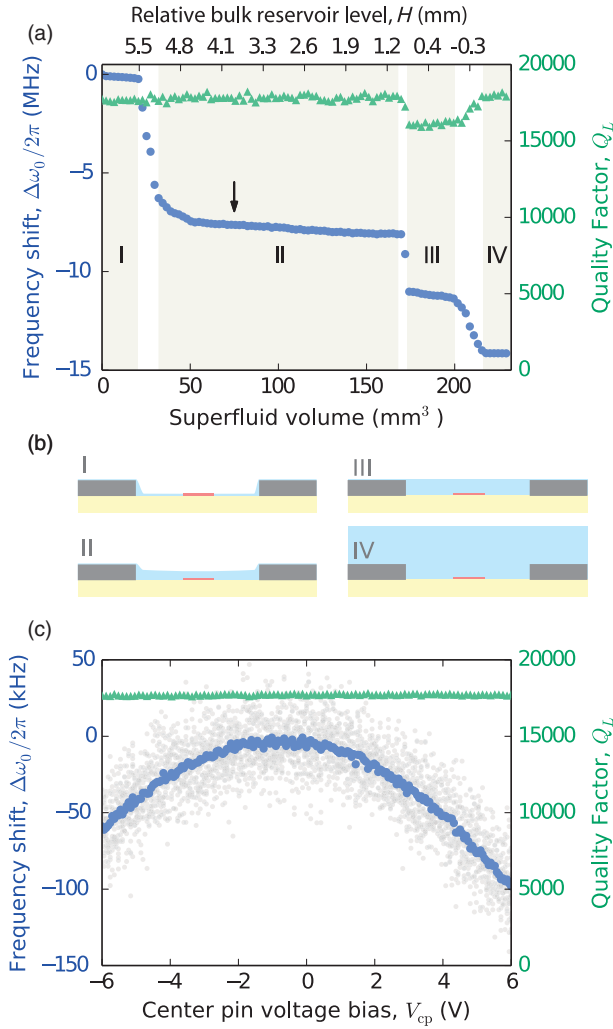 Relative bulk reservoir level, H (mm)
(a)
5.5 4.8 4.1 3.3 2.6 1.9 1.2 0.4 -0.3
0 20000
−5 15000
−10 10000
5000
−15 0
I II III IV
Frequency shift, Δω₀/2π (MHz)
Quality Factor, Q_L
0 50 100 150 200
Superfluid volume (mm³)
(b)
I III
II IV
(c)
50 20000
0 15000
−50 10000
−100 5000
−150 0
Frequency shift, Δω₀/2π (kHz)
Quality Factor, Q_L
−6 −4 −2 0 2 4 6
Center pin voltage bias, V_cp (V)